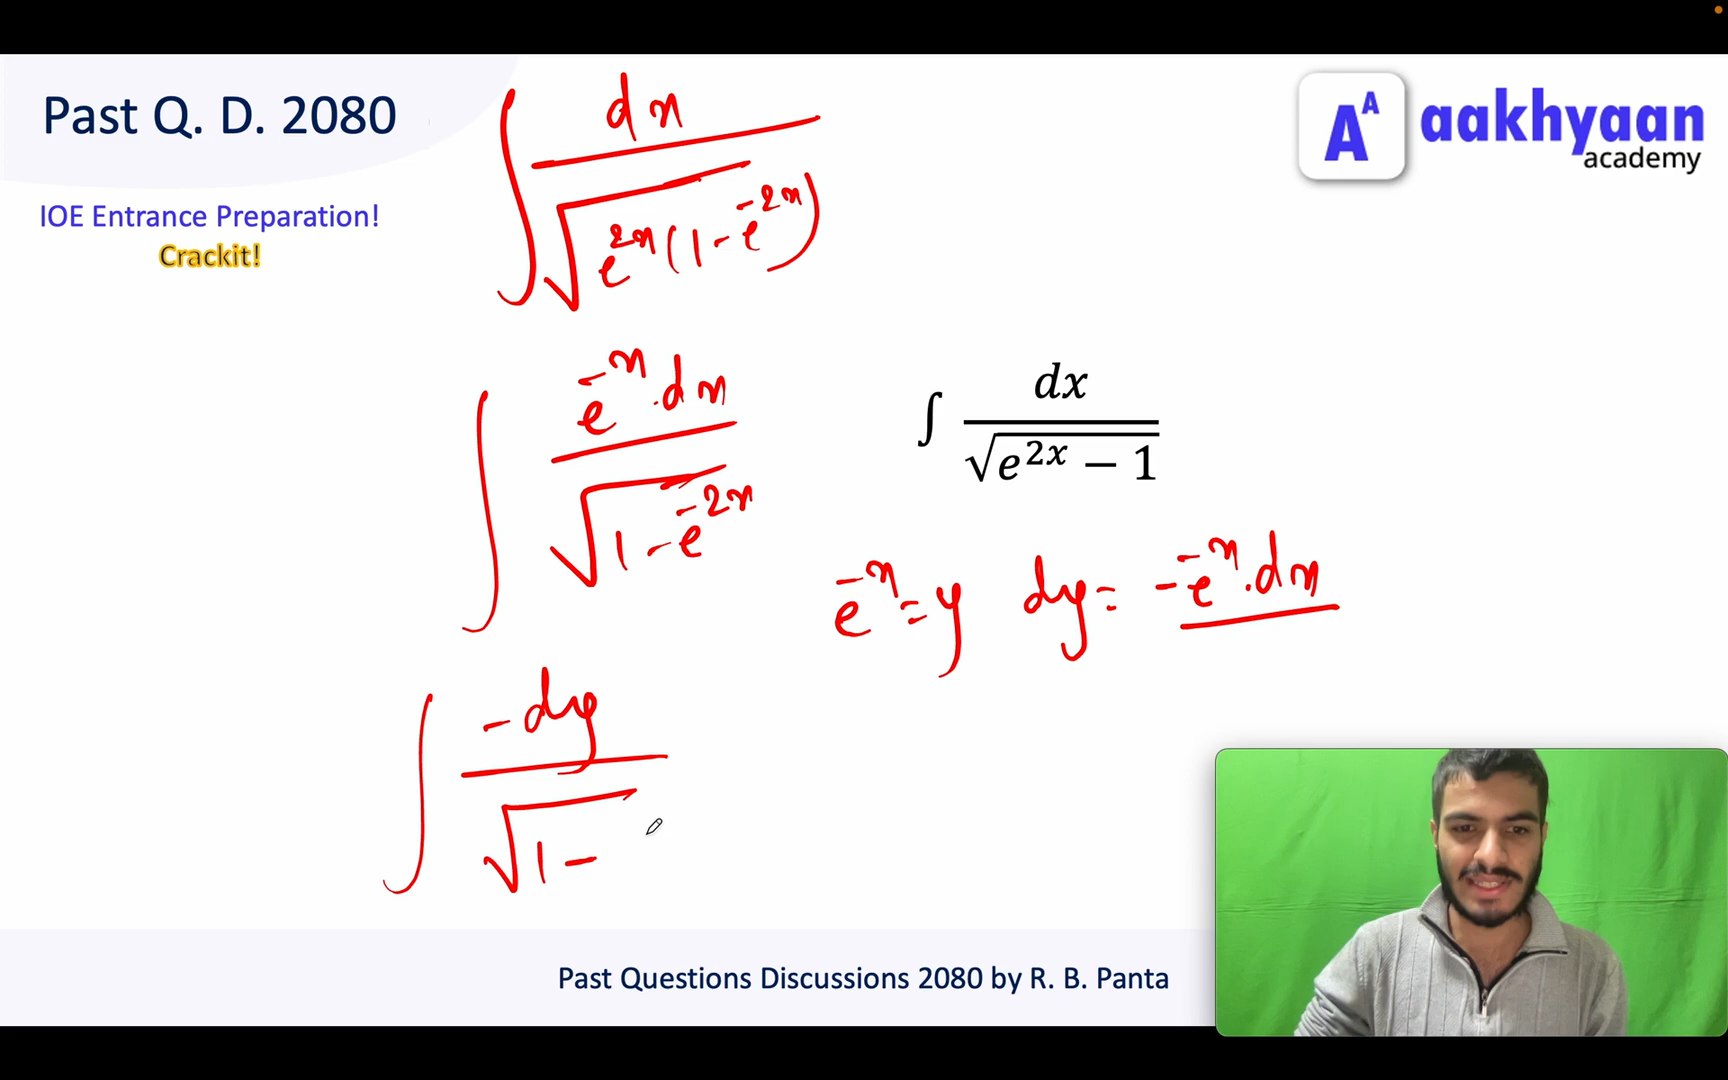 Past Q. D. 2080
IOE Entrance Preparation!
Crackit!
aakhyaan
academy
A^A
∫ dx / √(e^{2x}(1-e^{-2x}))
∫ e^{-x}.dx / √(1-e^{-2x})
∫ dx / √(e^{2x} − 1)
e^{-x}=y dy= -e^{-x}.dx
∫ -dy / √(1-
Past Questions Discussions 2080 by R. B. Panta